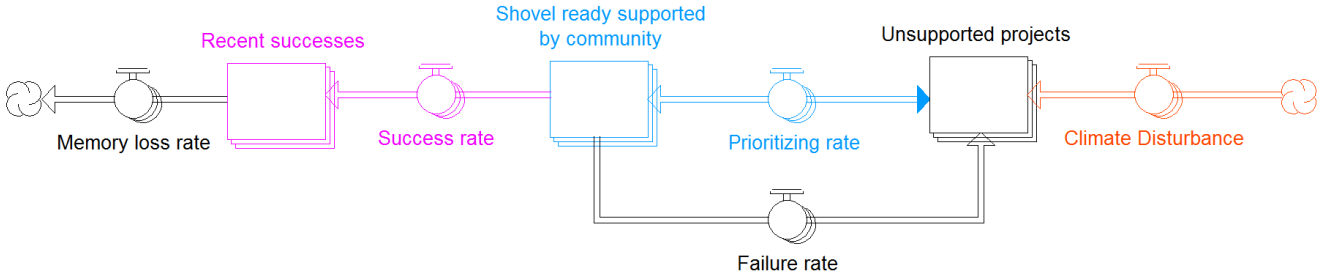 Shovel ready supported
by community
Recent successes
Unsupported projects
Memory loss rate
Success rate
Prioritizing rate
Climate Disturbance
Failure rate